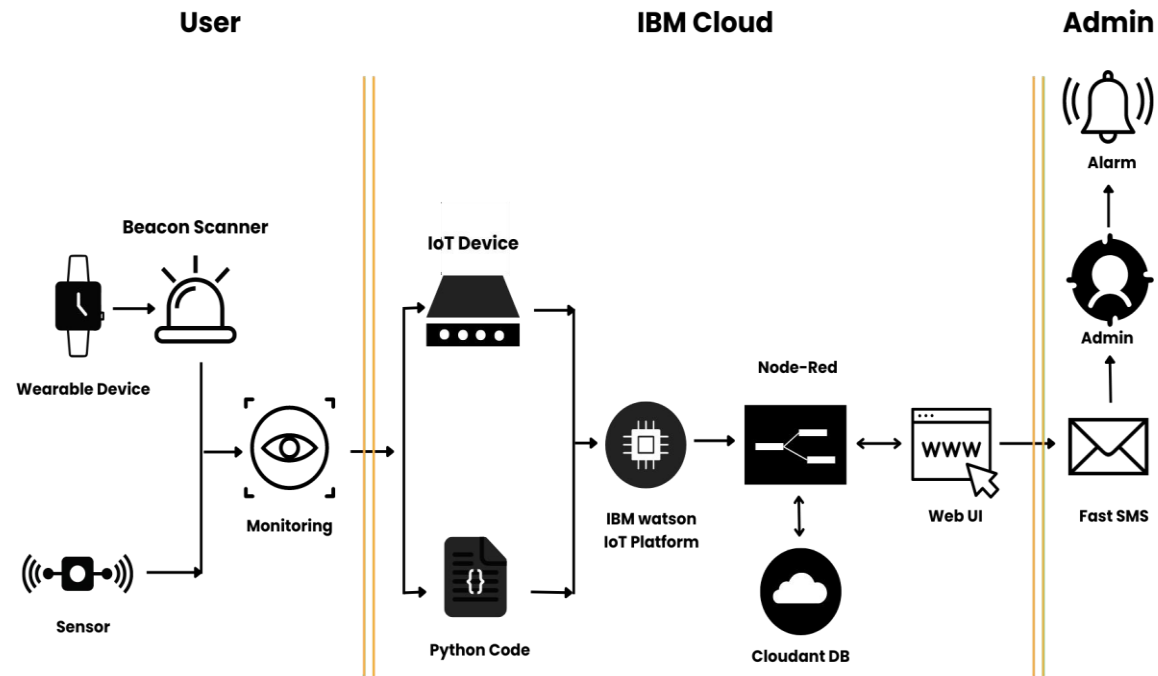 User
IBM Cloud
Admin
Alarm
Beacon Scanner
IoT Device
Admin
Node-Red
Wearable Device
{}
WWW
Monitoring
IBM watson
IoT Platform
Web UI
Fast SMS
Sensor
Python Code
Cloudant DB